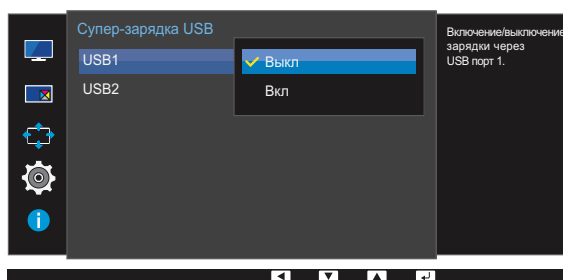 Супер-зарядка USB
USB1
Выкл
USB2
Вкл
Включение/выключение
зарядки через
USB порт 1.